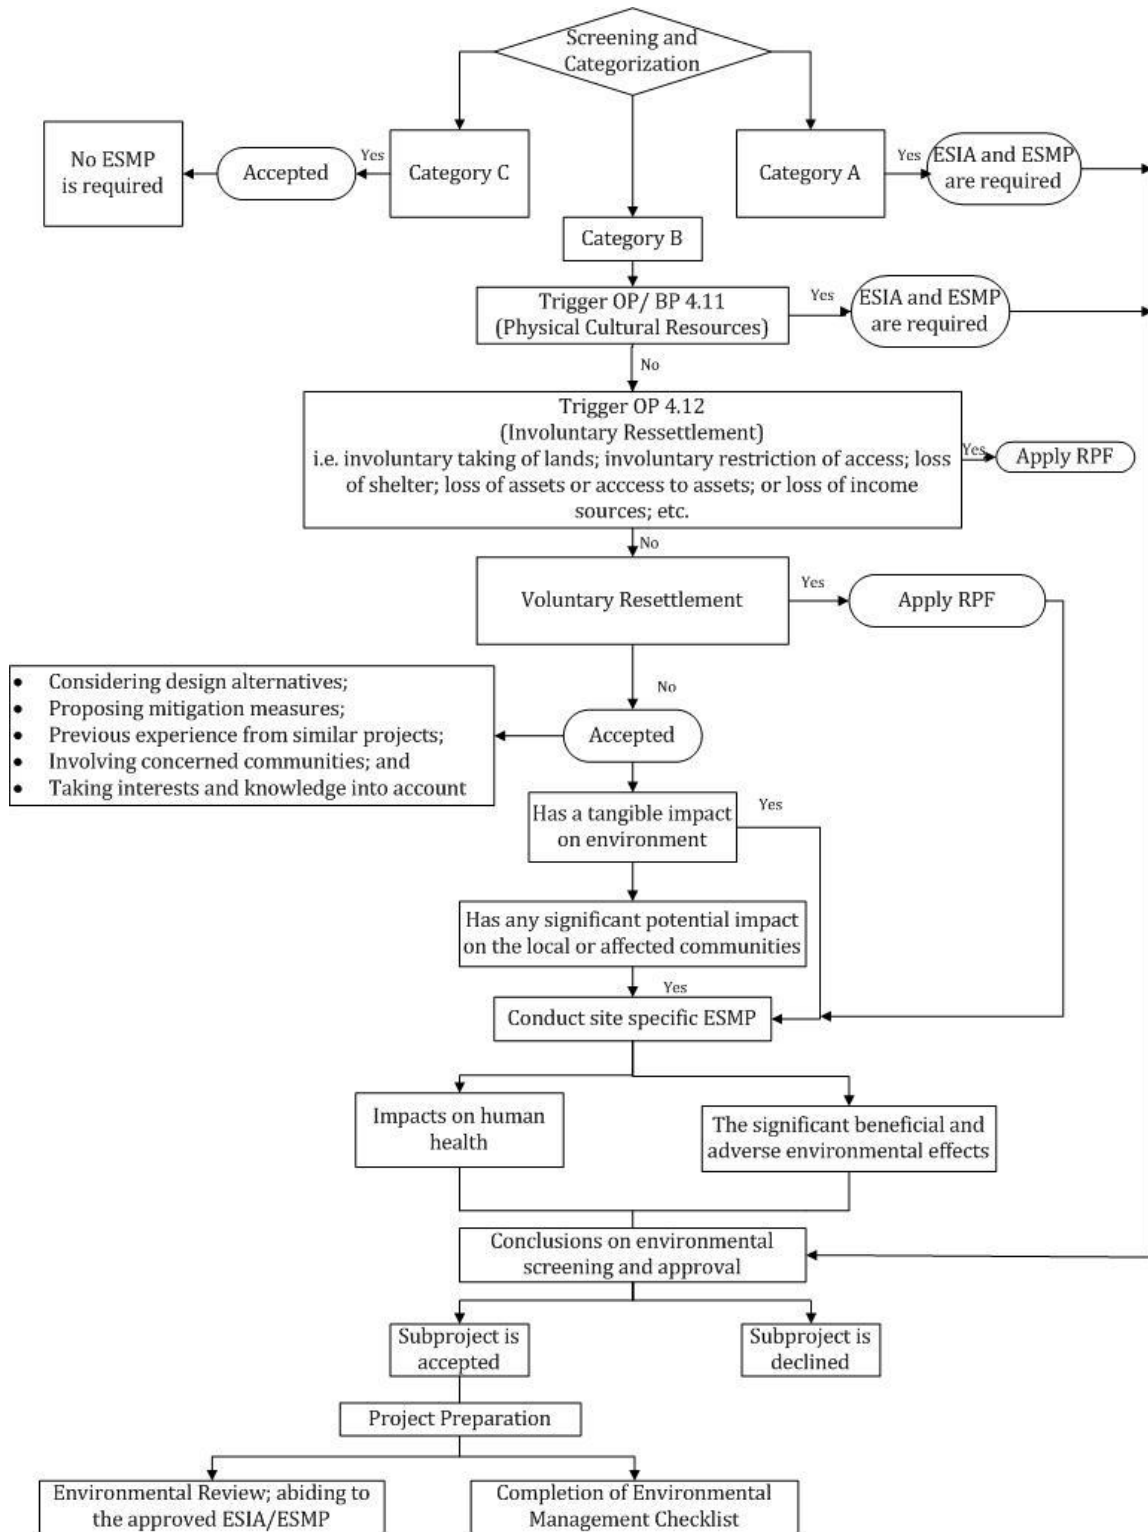 Screening and
Categorization
No ESMP
is required
Accepted
Yes
Category C
Category A
Yes
ESIA and ESMP
are required
Category B
Trigger OP/ BP 4.11
(Physical Cultural Resources)
Yes
ESIA and ESMP
are required
No
Trigger OP 4.12
(Involuntary Ressettlement)
i.e. involuntary taking of lands; involuntary restriction of access; loss
of shelter; loss of assets or acccess to assets; or loss of income
sources; etc.
Yes
Apply RPF
No
Voluntary Resettlement
Yes
Apply RPF
No
• Considering design alternatives;
• Proposing mitigation measures;
• Previous experience from similar projects;
• Involving concerned communities; and
• Taking interests and knowledge into account
Accepted
Has a tangible impact
on environment
Yes
Has any significant potential impact
on the local or affected communities
Yes
Conduct site specific ESMP
Impacts on human
health
The significant beneficial and
adverse environmental effects
Conclusions on environmental
screening and approval
Subproject is
accepted
Subproject is
declined
Project Preparation
Environmental Review; abiding to
the approved ESIA/ESMP
Completion of Environmental
Management Checklist